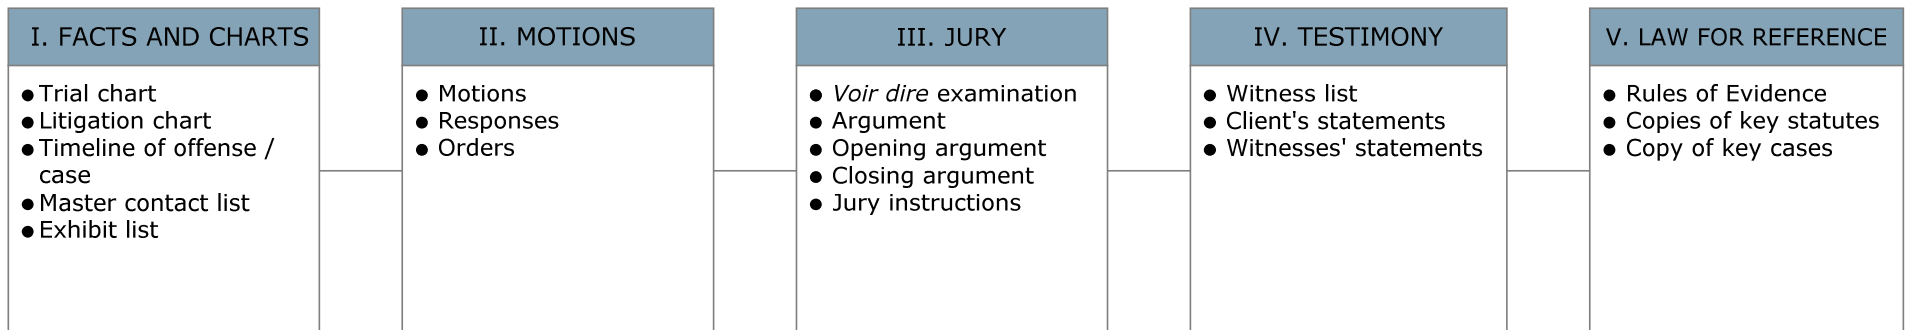 I. FACTS AND CHARTS
● Trial chart
● Litigation chart
● Timeline of offense /
case
● Master contact list
● Exhibit list
II. MOTIONS
● Motions
● Responses
● Orders
III. JURY
● Voir dire examination
● Argument
● Opening argument
● Closing argument
● Jury instructions
IV. TESTIMONY
● Witness list
● Client's statements
● Witnesses' statements
V. LAW FOR REFERENCE
● Rules of Evidence
● Copies of key statutes
● Copy of key cases